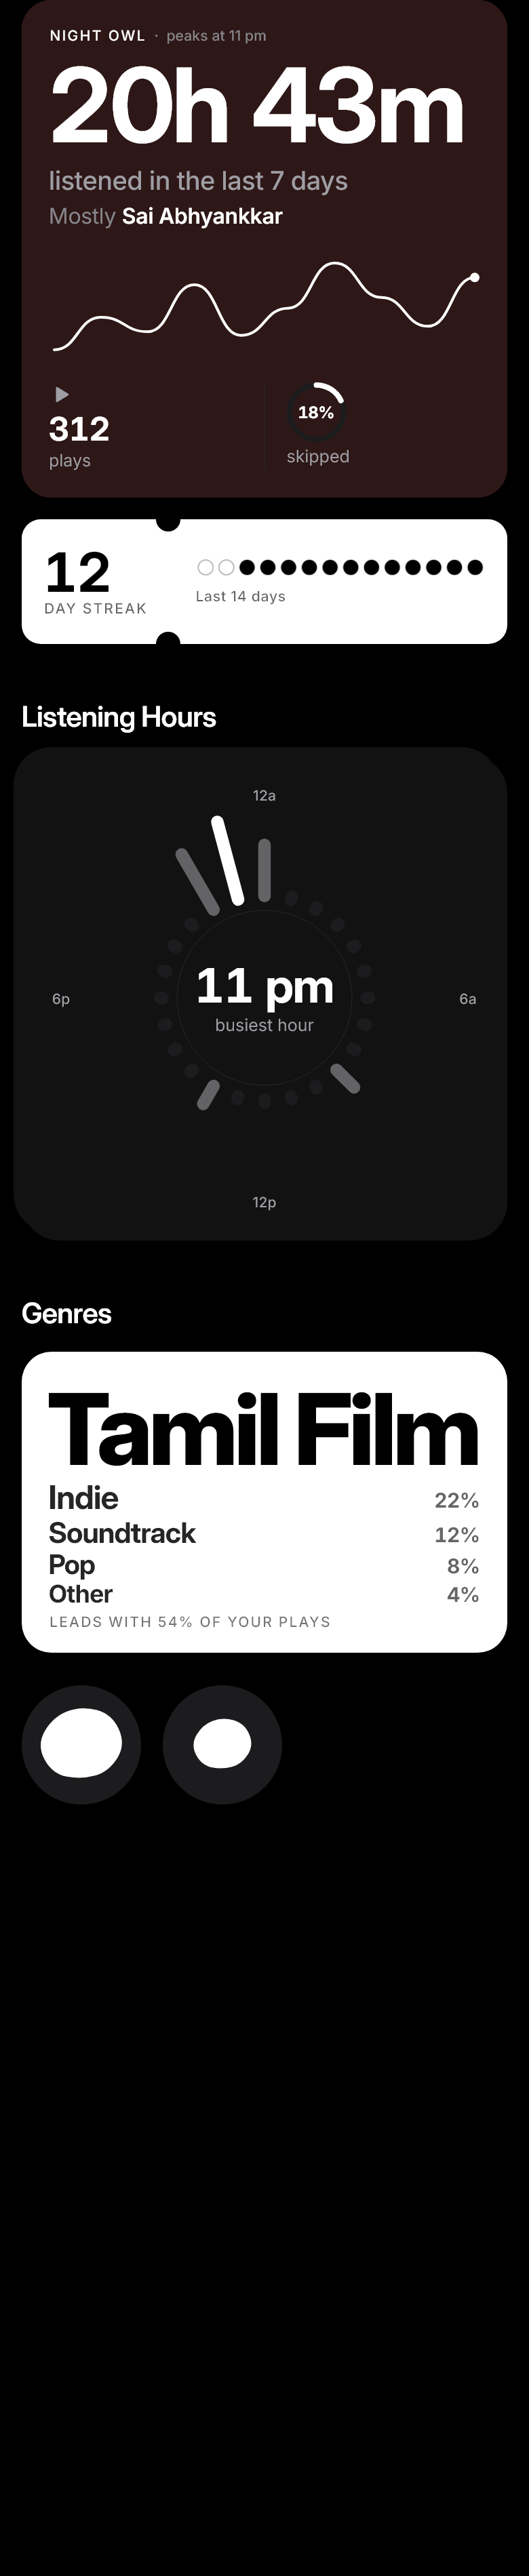 NIGHT OWL · peaks at 11 pm
20h 43m
listened in the last 7 days
Mostly Sai Abhyankkar
312
plays
18%
skipped
12
DAY STREAK
Last 14 days
Listening Hours
12a
6p
11 pm
busiest hour
6a
12p
Genres
Tamil Film
Indie 22%
Soundtrack 12%
Pop 8%
Other 4%
LEADS WITH 54% OF YOUR PLAYS